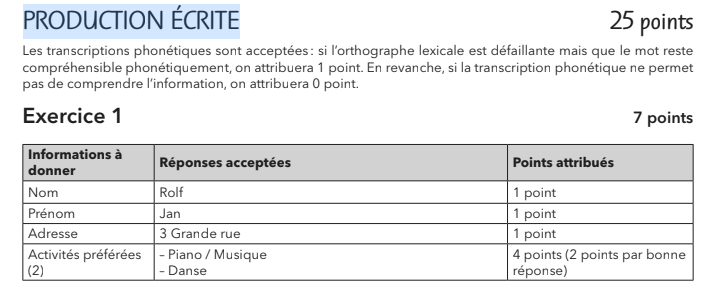 PRODUCTION ÉCRITE 25 points
Les transcriptions phonétiques sont acceptées : si l'orthographe lexicale est défaillante mais que le mot reste
compréhensible phonétiquement, on attribuera 1 point. En revanche, si la transcription phonétique ne permet
pas de comprendre l'information, on attribuera 0 point.
Exercice 1 7 points
Informations à
donner
Réponses acceptées
Points attribués
Nom Rolf 1 point
Prénom Jan 1 point
Adresse 3 Grande rue 1 point
Activités préférées
(2)
– Piano / Musique
– Danse
4 points (2 points par bonne
réponse)